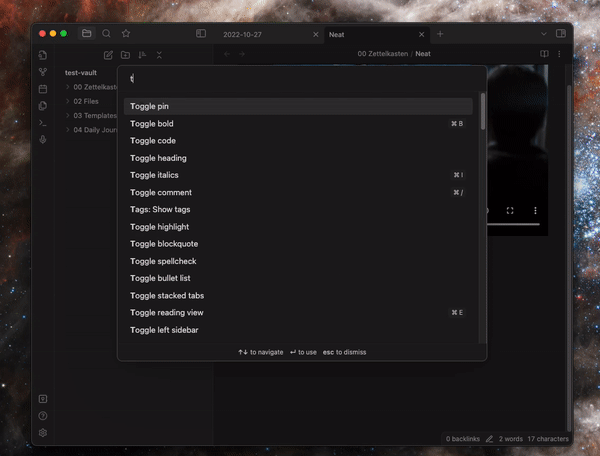 2022-10-27
Neat
00 Zettelkasten / Neat
test-vault
00 Zettelkaste
02 Files
03 Templates
04 Daily Jour
t
Toggle pin
Toggle bold ⌘ B
Toggle code
Toggle heading
Toggle italics ⌘ I
Toggle comment ⌘ /
Tags: Show tags
Toggle highlight
Toggle blockquote
Toggle spellcheck
Toggle bullet list
Toggle stacked tabs
Toggle reading view ⌘ E
Toggle left sidebar
↑↓ to navigate ↵ to use esc to dismiss
0 backlinks 2 words 17 characters